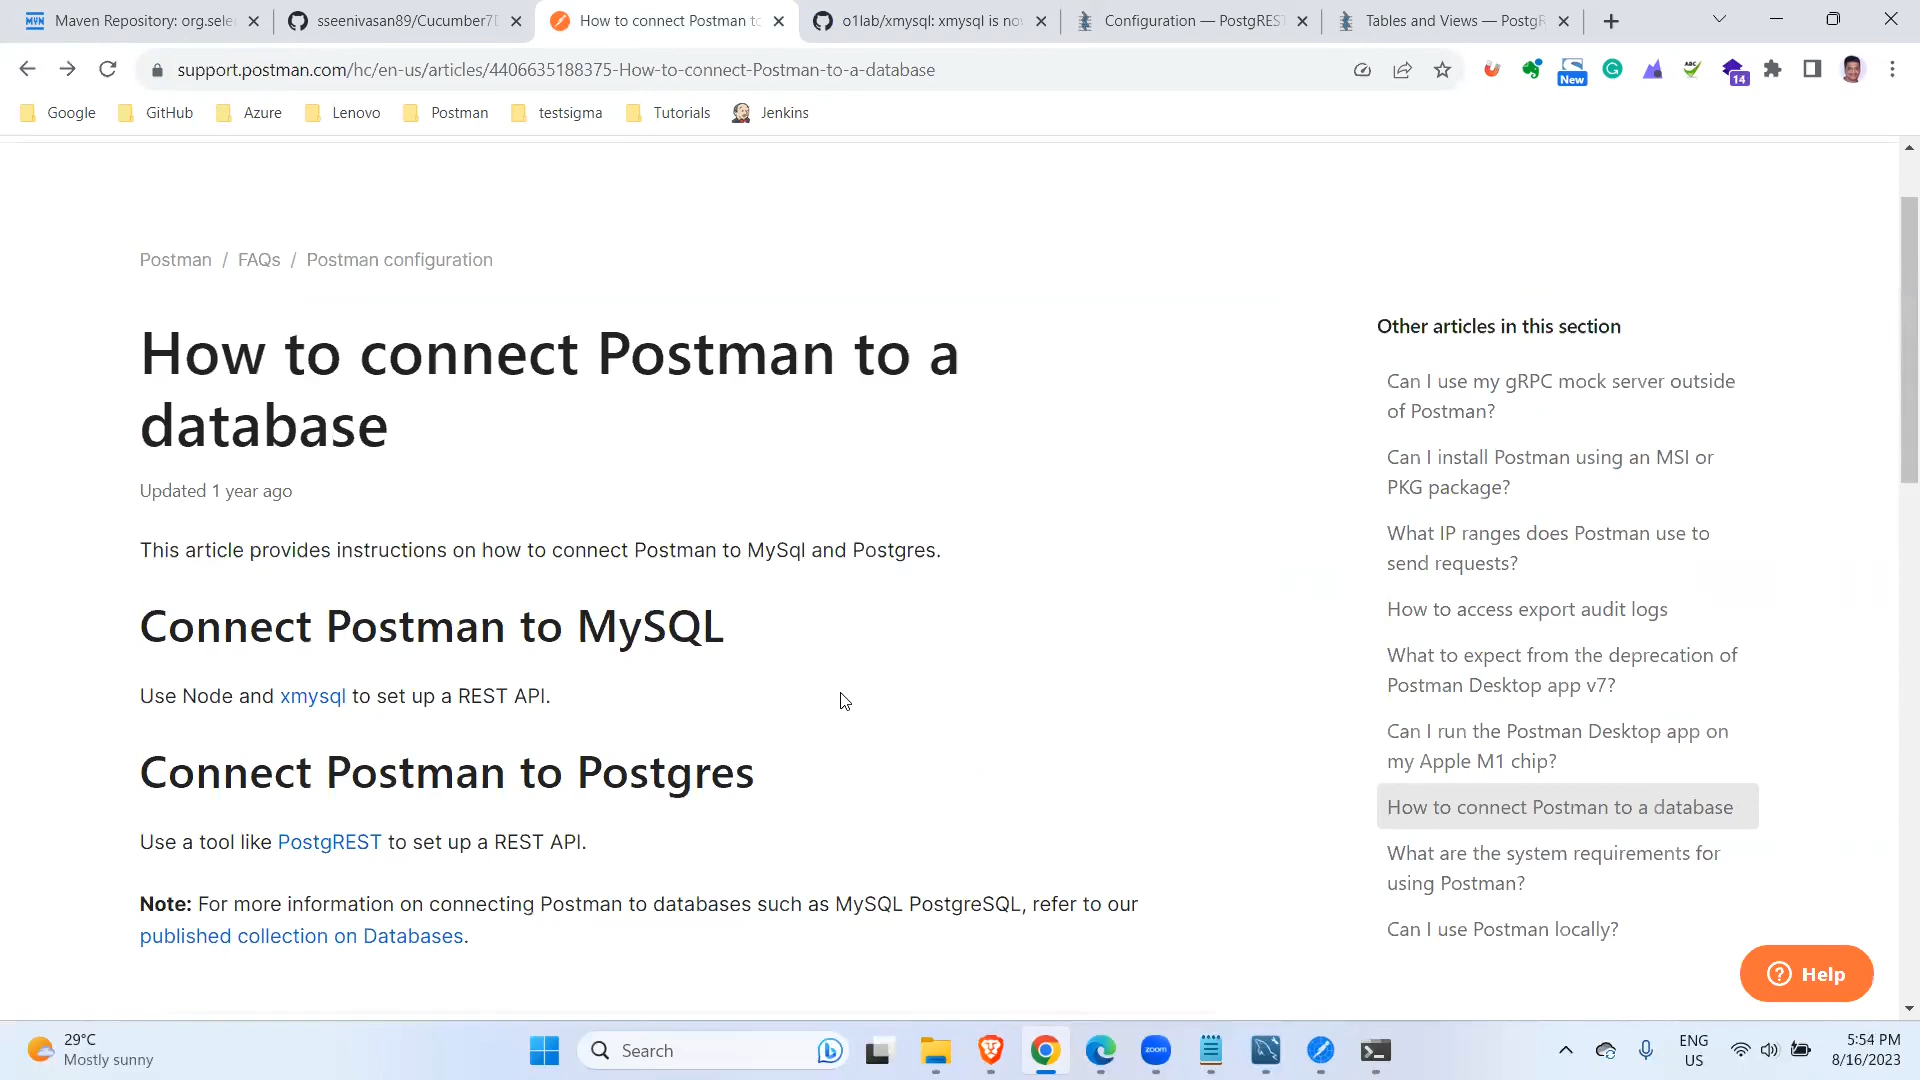 Maven Repository: org.sele
sseenivasan89/Cucumber7
How to connect Postman to
o1lab/xmysql: xmysql is no
Configuration — PostgREST
Tables and Views — Postg
support.postman.com/hc/en-us/articles/4406635188375-How-to-connect-Postman-to-a-database
New
14
Google
GitHub
Azure
Lenovo
Postman
testsigma
Tutorials
Jenkins
Postman / FAQs / Postman configuration
How to connect Postman to a
database
Updated 1 year ago
This article provides instructions on how to connect Postman to MySql and Postgres.
Connect Postman to MySQL
Use Node and xmysql to set up a REST API.
Connect Postman to Postgres
Use a tool like PostgREST to set up a REST API.
Note: For more information on connecting Postman to databases such as MySQL PostgreSQL, refer to our
published collection on Databases.
Other articles in this section
Can I use my gRPC mock server outside
of Postman?
Can I install Postman using an MSI or
PKG package?
What IP ranges does Postman use to
send requests?
How to access export audit logs
What to expect from the deprecation of
Postman Desktop app v7?
Can I run the Postman Desktop app on
my Apple M1 chip?
How to connect Postman to a database
What are the system requirements for
using Postman?
Can I use Postman locally?
Help
29°C
Mostly sunny
Search
zoom
ENG
US
5:54 PM
8/16/2023